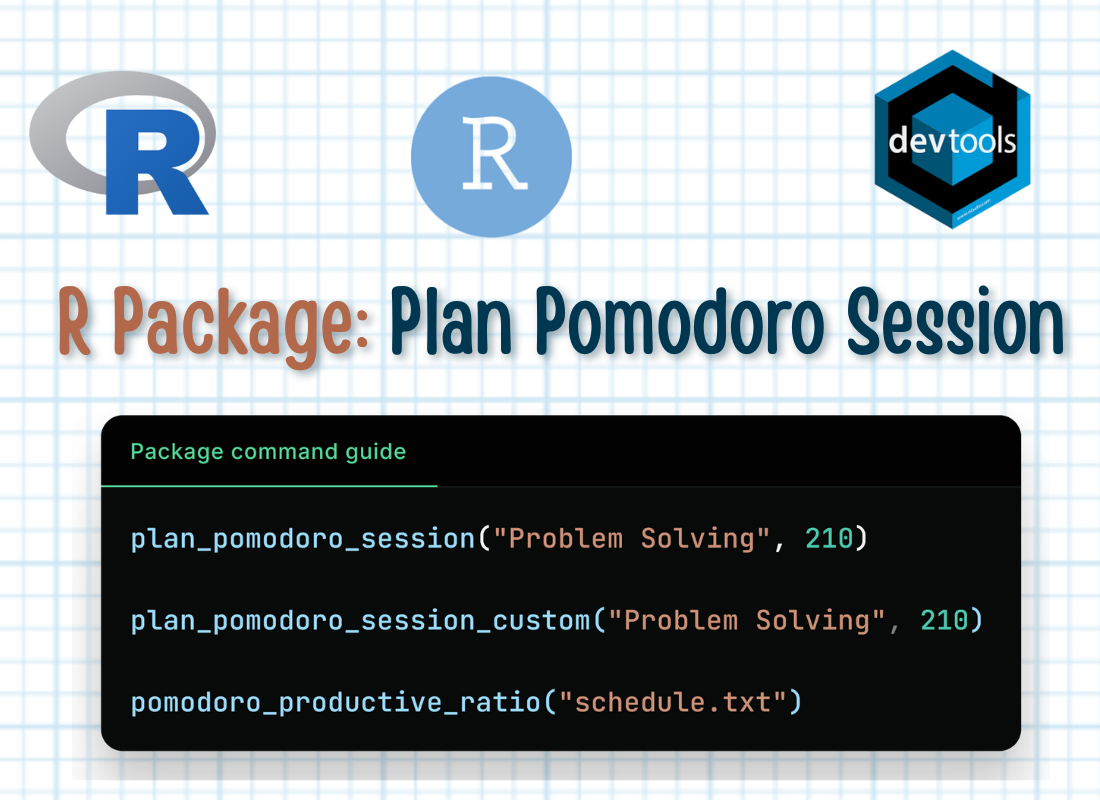 R
R
devtools
R Package: Plan Pomodoro Session
Package command guide
plan_pomodoro_session("Problem Solving", 210)
plan_pomodoro_session_custom("Problem Solving", 210)
pomodoro_productive_ratio("schedule.txt")